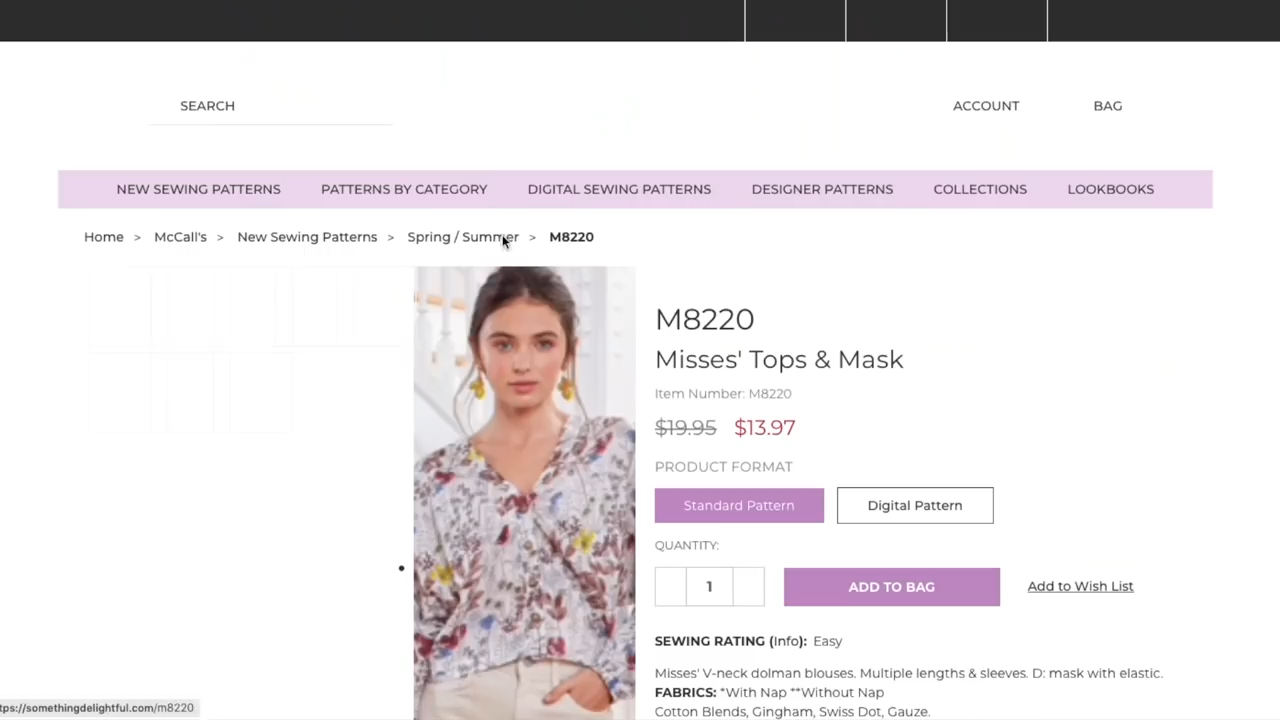 SEARCH
ACCOUNT
BAG
NEW SEWING PATTERNS PATTERNS BY CATEGORY DIGITAL SEWING PATTERNS DESIGNER PATTERNS COLLECTIONS LOOKBOOKS
Home > McCall's > New Sewing Patterns > Spring / Summer > M8220
M8220
Misses' Tops & Mask
Item Number: M8220
$19.95 $13.97
PRODUCT FORMAT
Standard Pattern Digital Pattern
QUANTITY:
1 ADD TO BAG Add to Wish List
SEWING RATING (Info): Easy
Misses' V-neck dolman blouses. Multiple lengths & sleeves. D: mask with elastic.
FABRICS: *With Nap **Without Nap
Cotton Blends, Gingham, Swiss Dot, Gauze.
tps://somethingdelightful.com/m8220